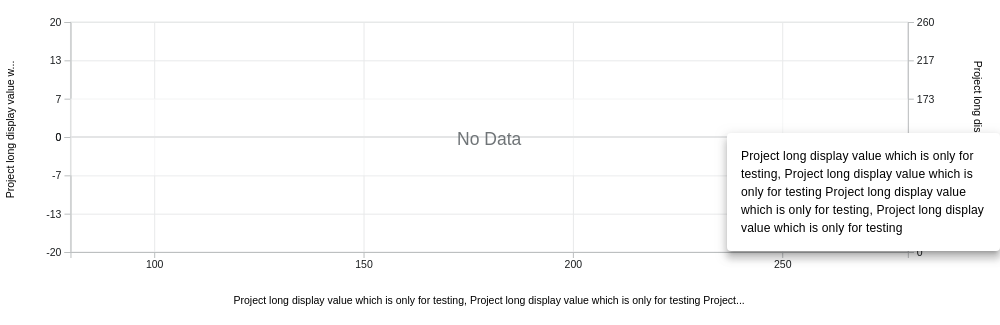 20
260
13
217
7
173
0
No Data
-7
-13
-20
0
100
150
200
250
Project long display value w...
Project long dis
Project long display value which is only for
testing, Project long display value which is
only for testing Project long display value
which is only for testing, Project long display
value which is only for testing
Project long display value which is only for testing, Project long display value which is only for testing Project...